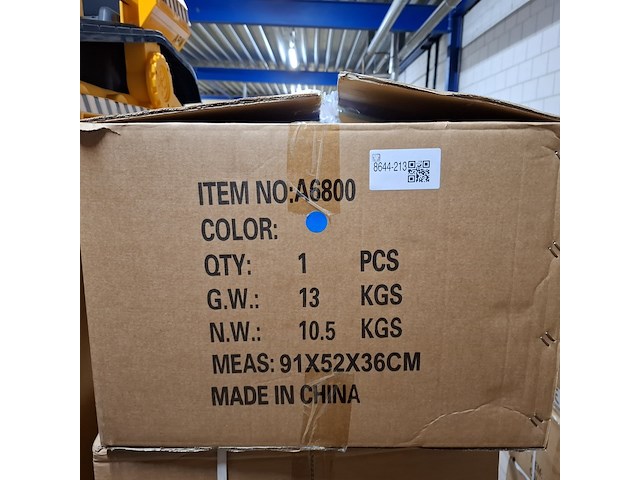 8644-213
ITEM NO:A6800
COLOR:
QTY: 1 PCS
G.W.: 13 KGS
N.W.: 10.5 KGS
MEAS: 91X52X36CM
MADE IN CHINA